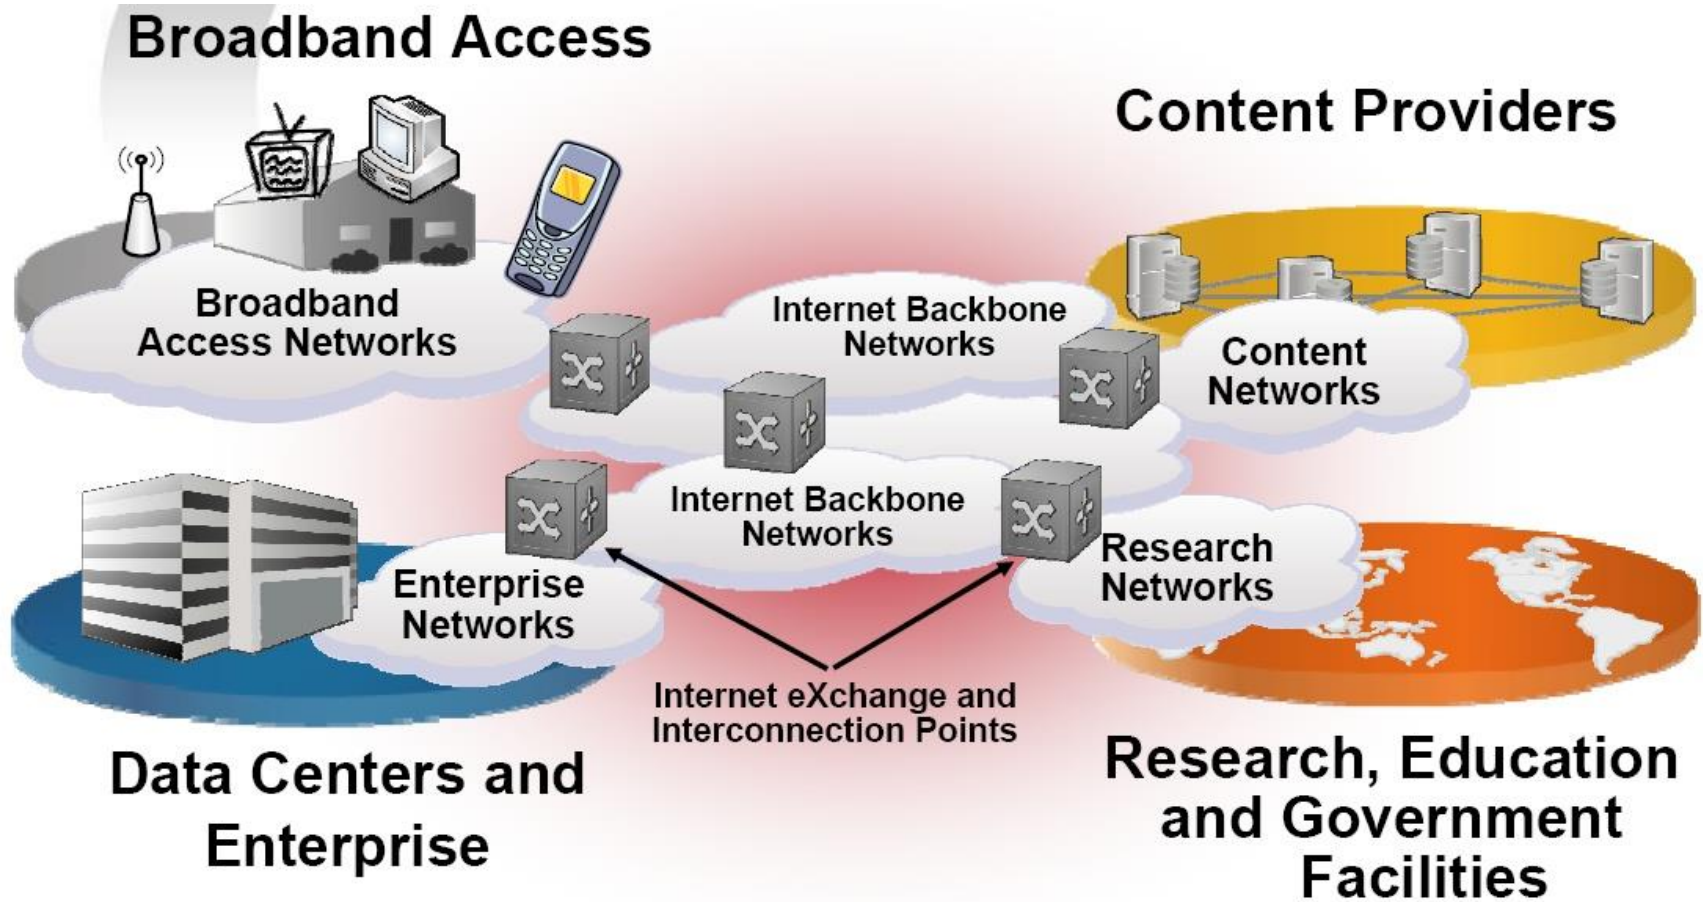 Broadband Access
Content Providers
Broadband
Access Networks
Internet Backbone
Networks
Content
Networks
Internet Backbone
Networks
Enterprise
Networks
Research
Networks
Internet eXchange and
Interconnection Points
Data Centers and
Enterprise
Research, Education
and Government
Facilities